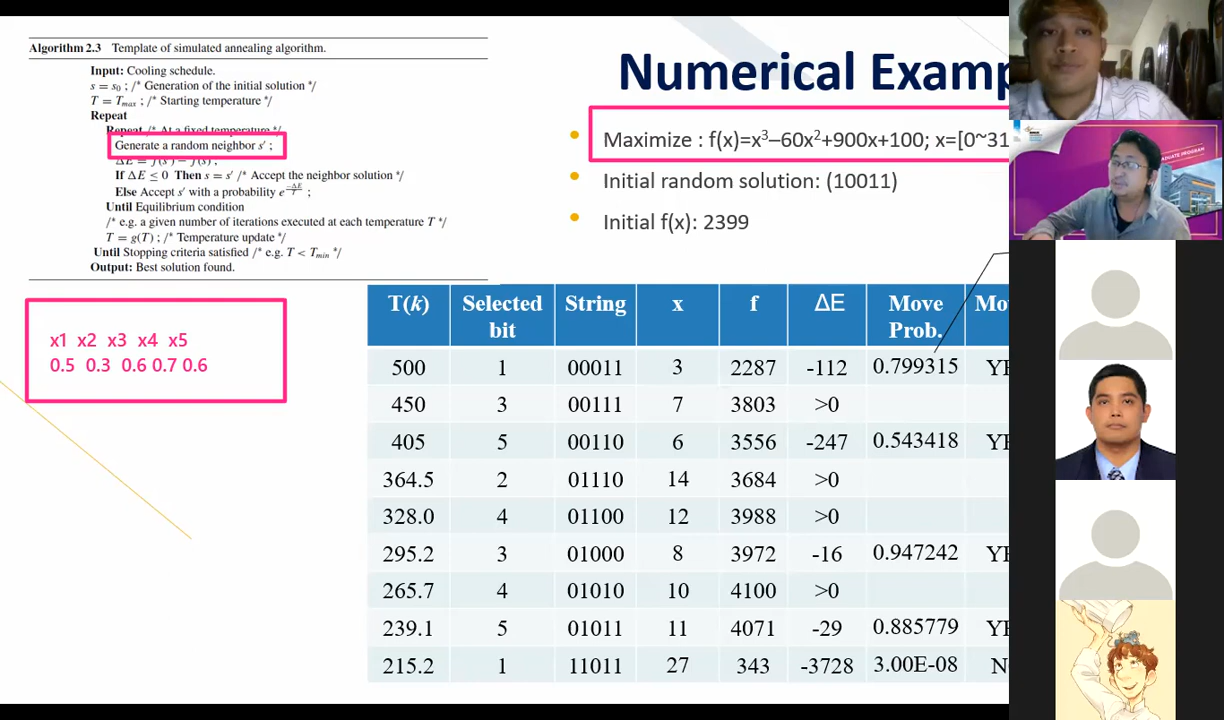 Algorithm 2.3 Template of simulated annealing algorithm.
Input: Cooling schedule.
s = s₀ ; /* Generation of the initial solution */
T = Tmax ; /* Starting temperature */
Repeat
Repeat /* At a fixed temperature */
Generate a random neighbor s′ ;
ΔE = f(s′) − f(s) ;
If ΔE ≤ 0 Then s = s′ /* Accept the neighbor solution */
Else Accept s′ with a probability e^(−ΔE/T) ;
Until Equilibrium condition
/* e.g. a given number of iterations executed at each temperature T */
T = g(T) ; /* Temperature update */
Until Stopping criteria satisfied /* e.g. T < Tmin */
Output: Best solution found.
x1 x2 x3 x4 x5
0.5 0.3 0.6 0.7 0.6
Numerical Examp
• Maximize : f(x)=x³–60x²+900x+100; x=[0~31
• Initial random solution: (10011)
• Initial f(x): 2399
T(k) Selected bit String x f ΔE Move Prob. Mo
500 1 00011 3 2287 -112 0.799315 YE
450 3 00111 7 3803 >0
405 5 00110 6 3556 -247 0.543418 YE
364.5 2 01110 14 3684 >0
328.0 4 01100 12 3988 >0
295.2 3 01000 8 3972 -16 0.947242 YE
265.7 4 01010 10 4100 >0
239.1 5 01011 11 4071 -29 0.885779 YE
215.2 1 11011 27 343 -3728 3.00E-08 N
ADUATE PROGRAM